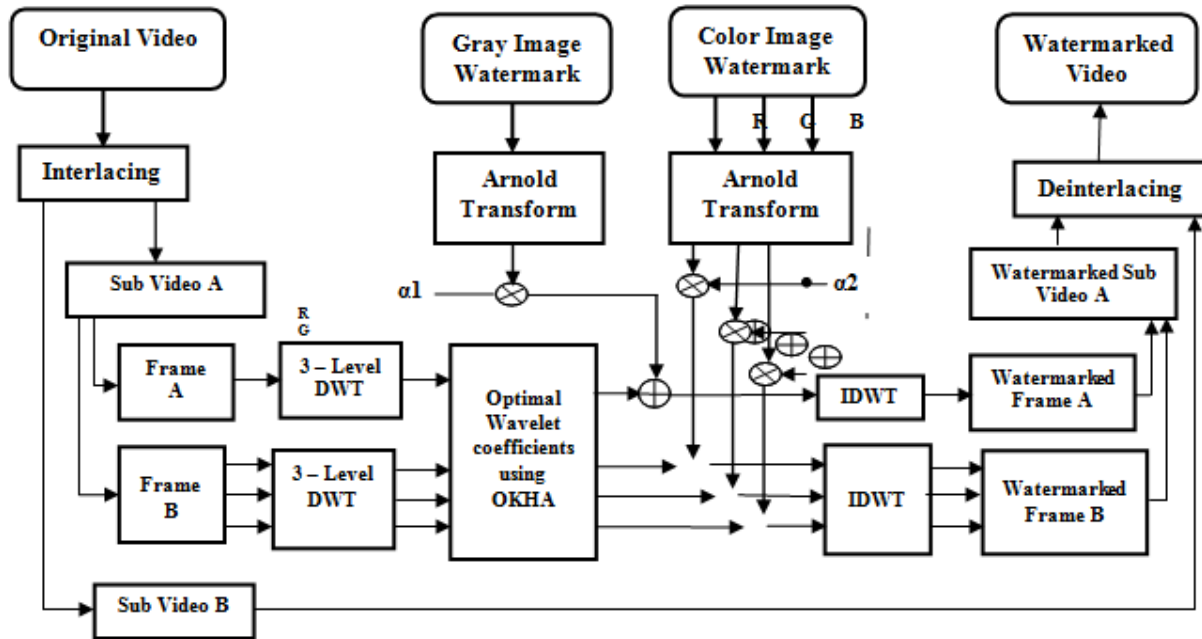 Original Video
Gray Image
Watermark
Color Image
Watermark
Watermarked
Video
R G B
Interlacing
Arnold
Transform
Arnold
Transform
Deinterlacing
Sub Video A
α1
α2
Watermarked Sub
Video A
R
G
Frame
A
3 – Level
DWT
Optimal
Wavelet
coefficients
using
OKHA
IDWT
Watermarked
Frame A
Frame
B
3 – Level
DWT
IDWT
Watermarked
Frame B
Sub Video B